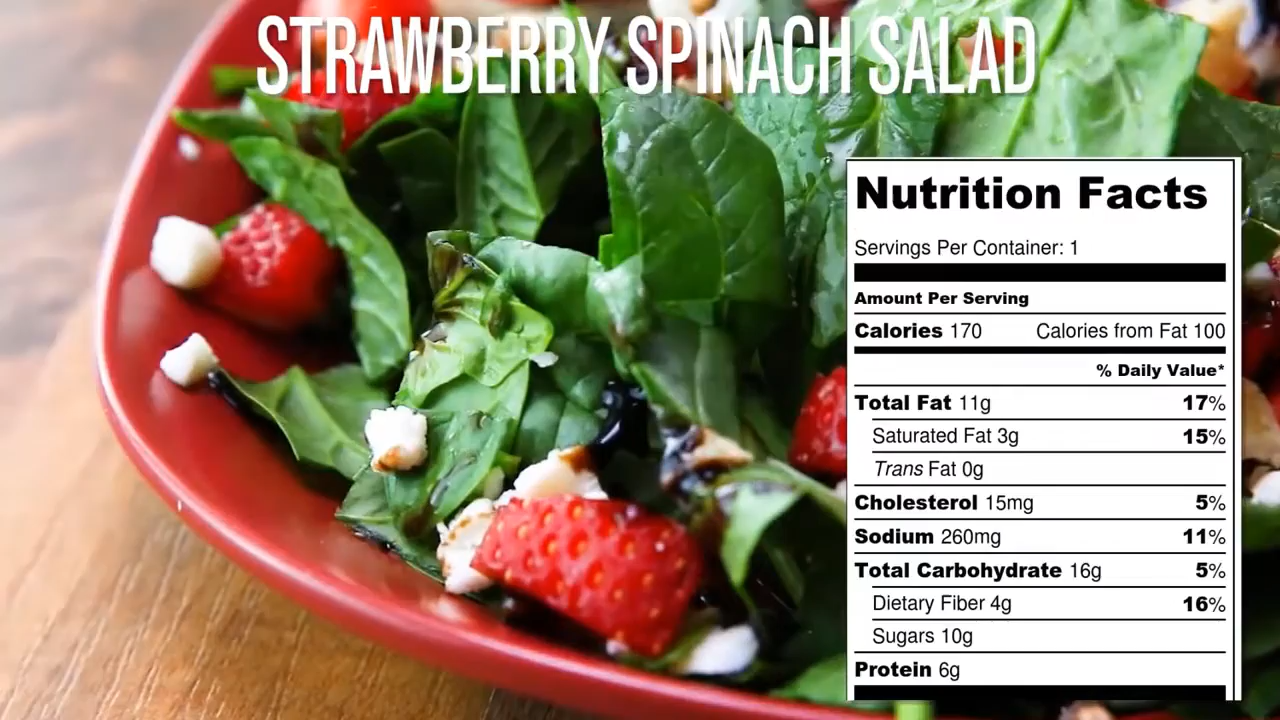 STRAWBERRY SPINACH SALAD
Nutrition Facts
Servings Per Container: 1
Amount Per Serving
Calories 170 Calories from Fat 100
% Daily Value*
Total Fat 11g 17%
Saturated Fat 3g 15%
Trans Fat 0g
Cholesterol 15mg 5%
Sodium 260mg 11%
Total Carbohydrate 16g 5%
Dietary Fiber 4g 16%
Sugars 10g
Protein 6g